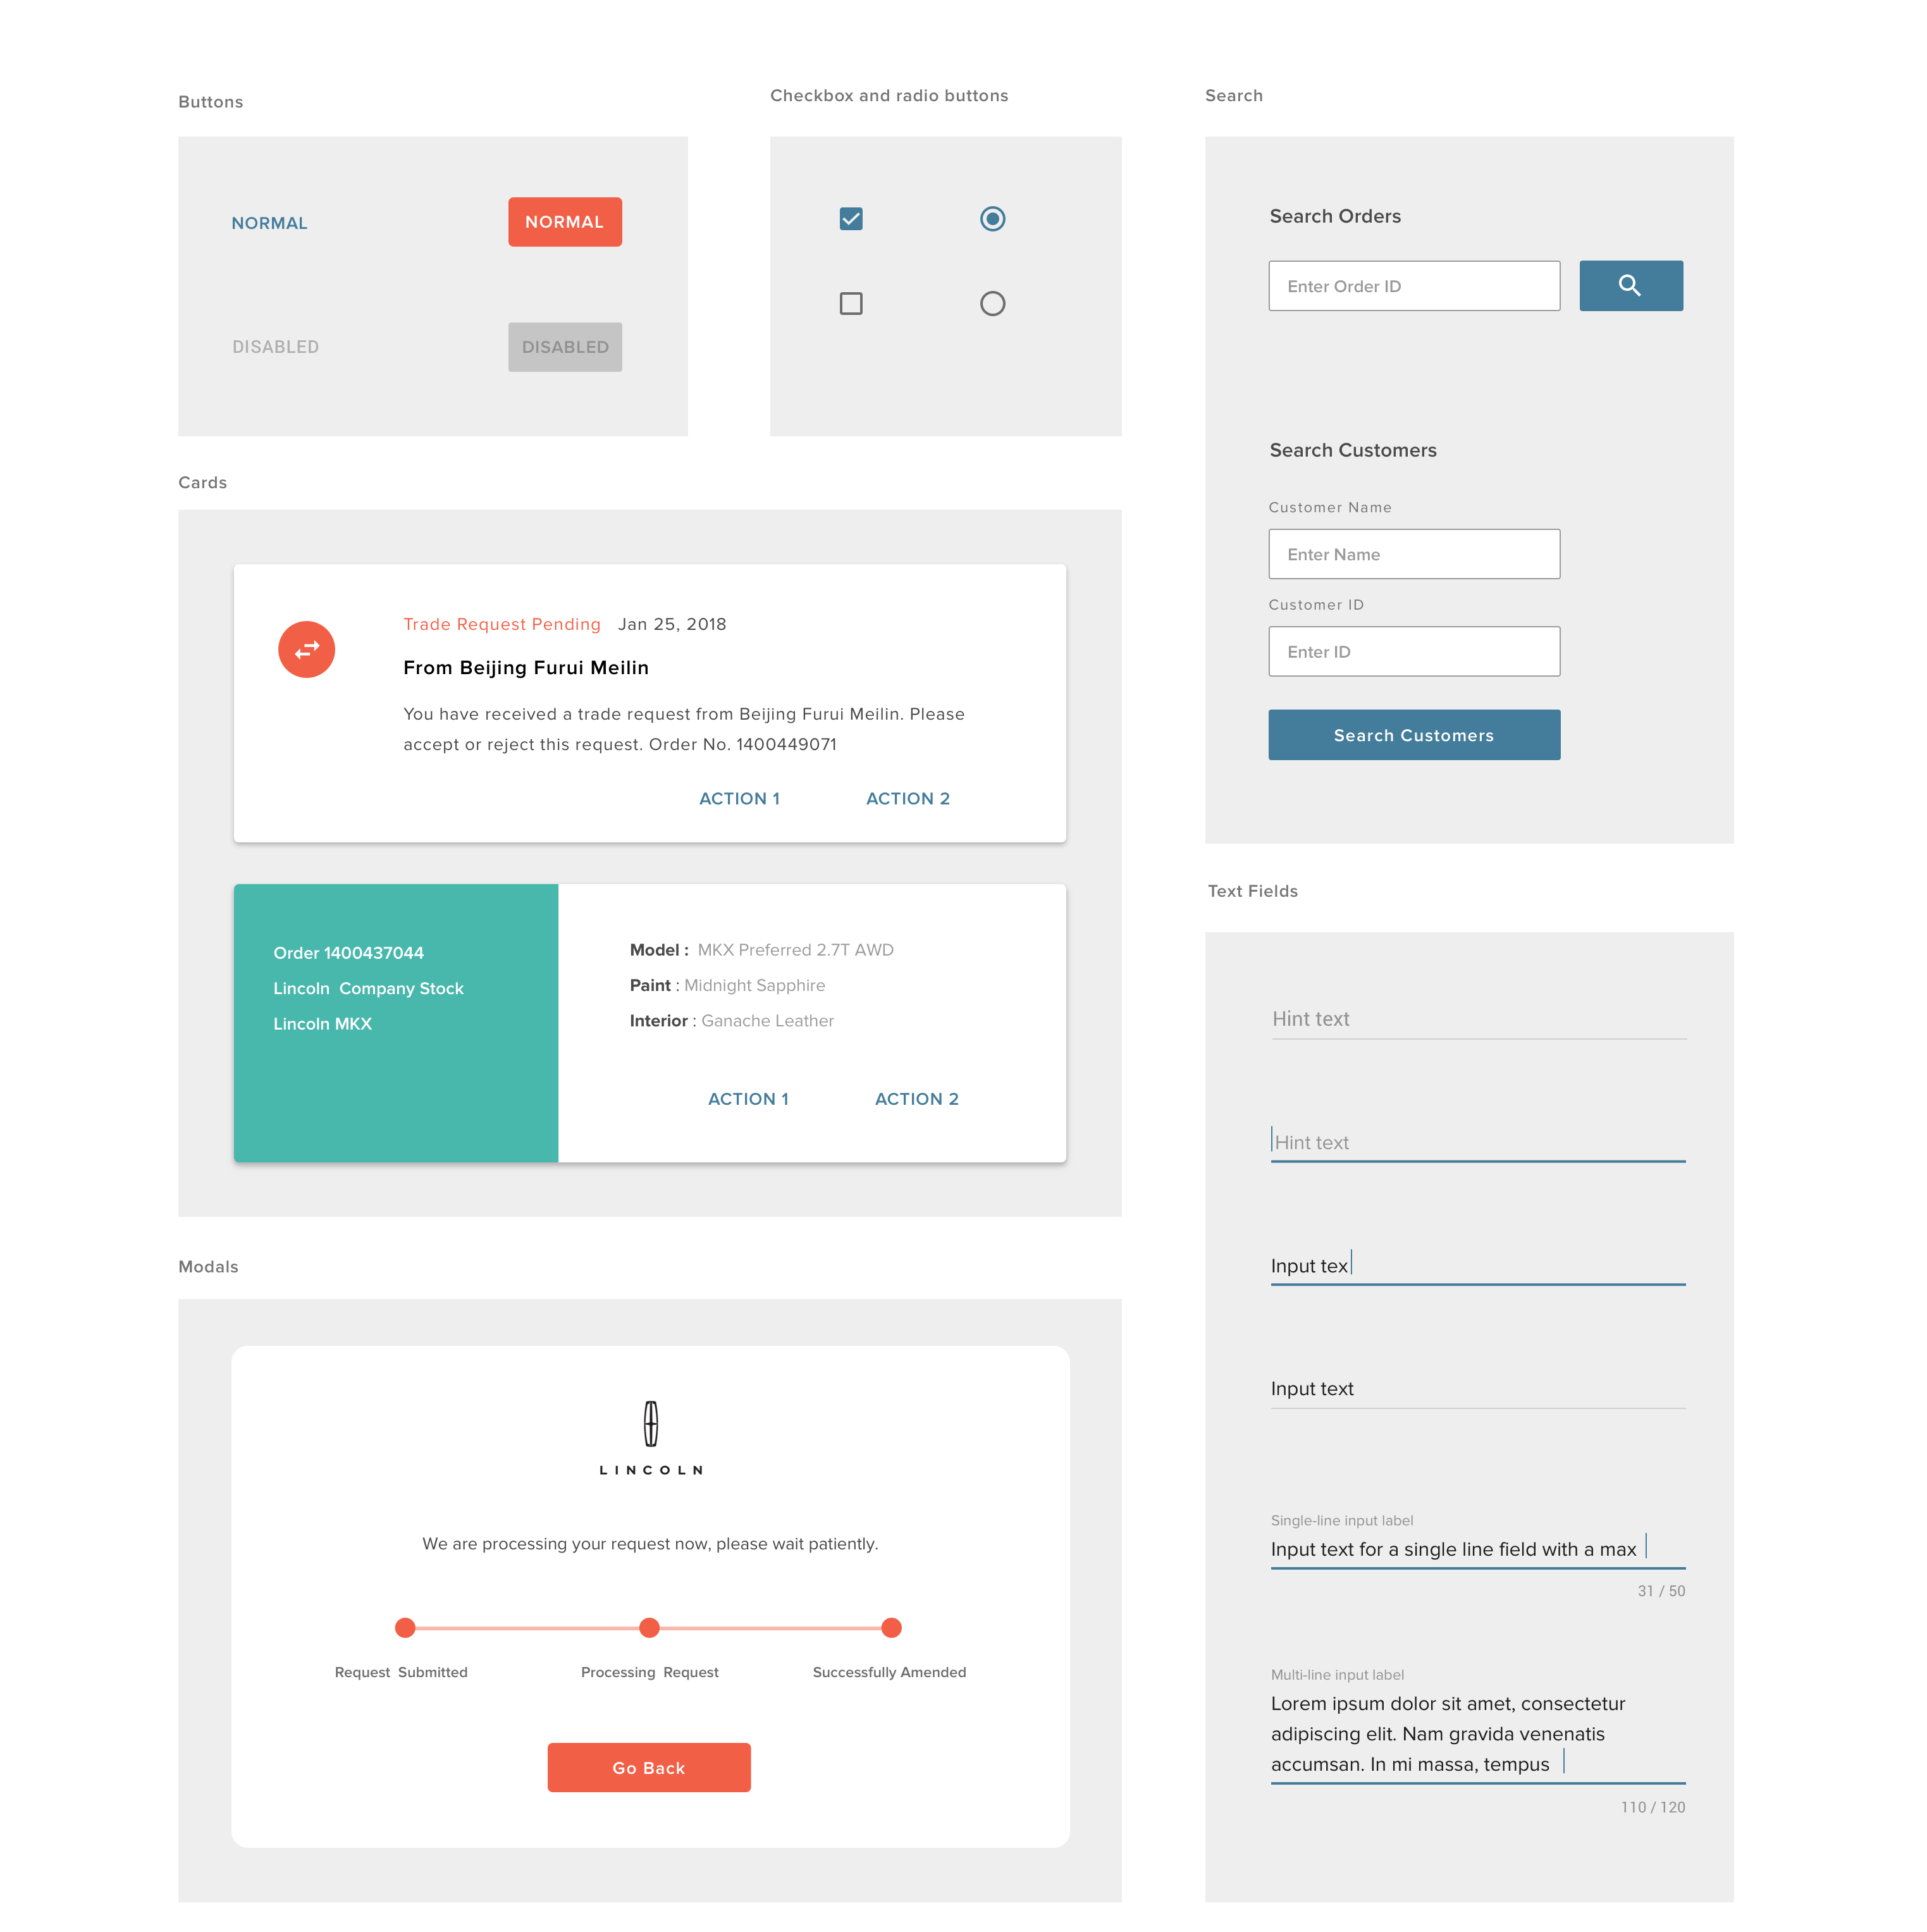 Buttons
NORMAL
NORMAL
DISABLED
DISABLED
Checkbox and radio buttons
Search
Search Orders
Enter Order ID
Search Customers
Customer Name
Enter Name
Customer ID
Enter ID
Search Customers
Cards
Trade Request Pending Jan 25, 2018
From Beijing Furui Meilin
You have received a trade request from Beijing Furui Meilin. Please
accept or reject this request. Order No. 1400449071
ACTION 1
ACTION 2
Order 1400437044
Lincoln Company Stock
Lincoln MKX
Model : MKX Preferred 2.7T AWD
Paint : Midnight Sapphire
Interior : Ganache Leather
ACTION 1
ACTION 2
Text Fields
Hint text
Hint text
Input tex
Input text
Single-line input label
Input text for a single line field with a max
31 / 50
Multi-line input label
Lorem ipsum dolor sit amet, consectetur
adipiscing elit. Nam gravida venenatis
accumsan. In mi massa, tempus
110 / 120
Modals
LINCOLN
We are processing your request now, please wait patiently.
Request Submitted
Processing Request
Successfully Amended
Go Back